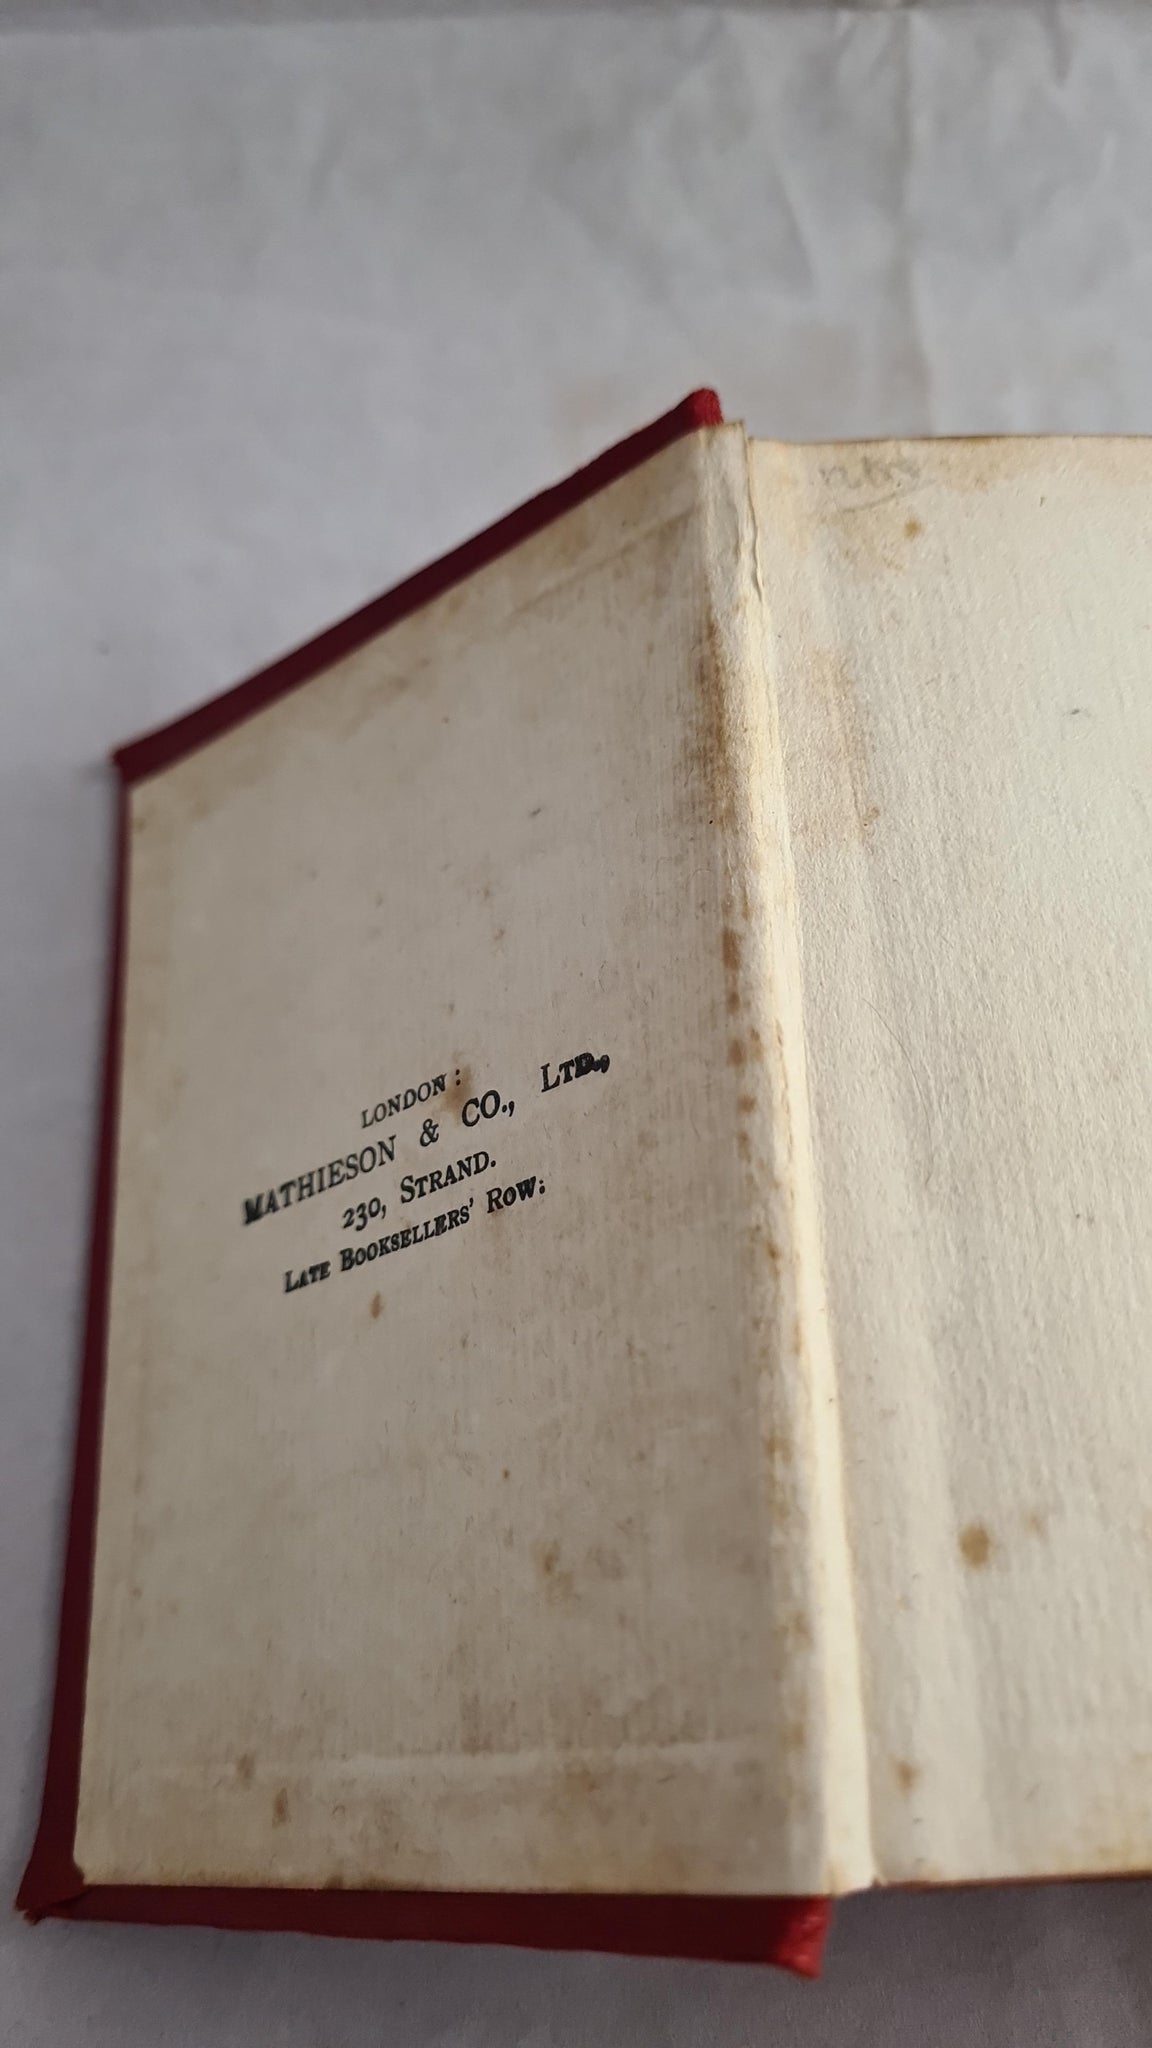 LONDON:
MATHIESON & CO., LTD.,
230, STRAND.
LATE BOOKSELLERS' ROW: